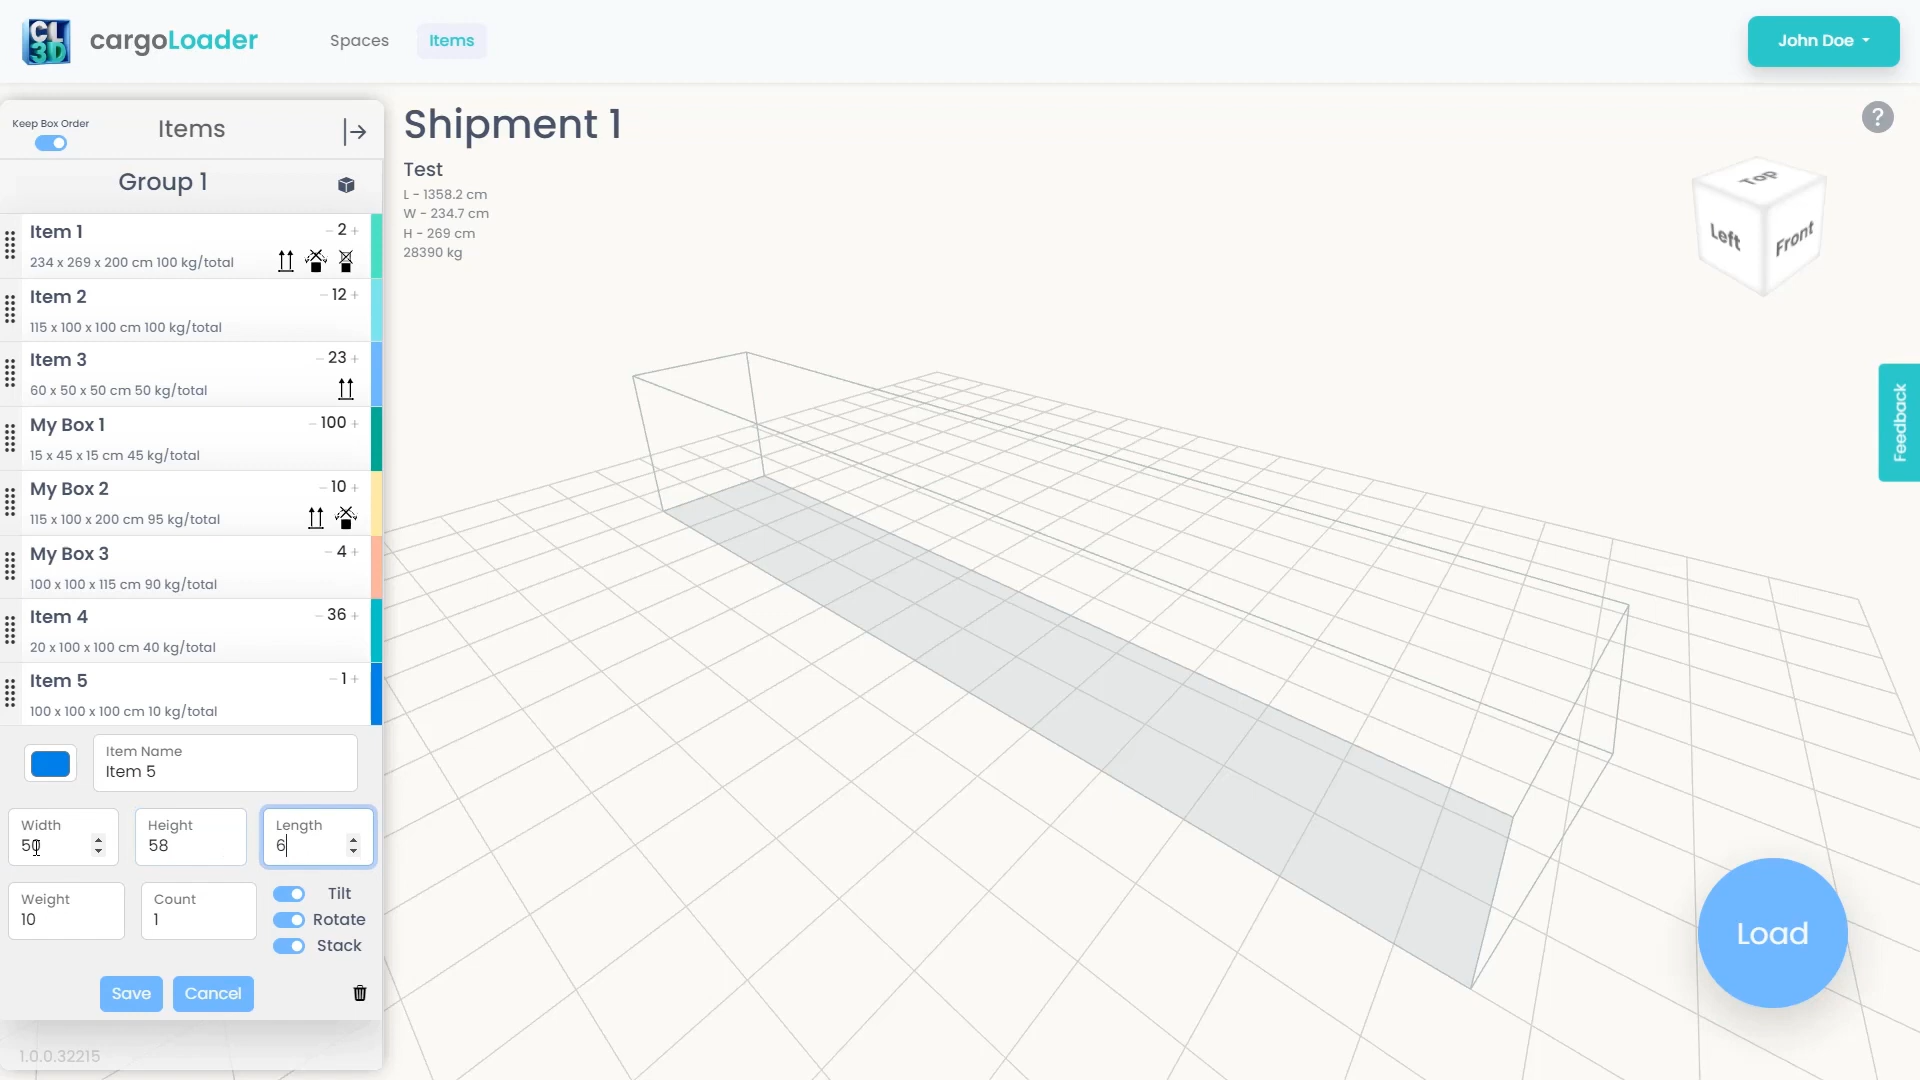 CL
3D
cargoLoader
Spaces
Items
John Doe
Keep Box Order
Items
Group 1
Item 1
- 2 +
234 x 269 x 200 cm 100 kg/total
Item 2
- 12 +
115 x 100 x 100 cm 100 kg/total
Item 3
- 23 +
60 x 50 x 50 cm 50 kg/total
My Box 1
- 100 +
15 x 45 x 15 cm 45 kg/total
My Box 2
- 10 +
115 x 100 x 200 cm 95 kg/total
My Box 3
- 4 +
100 x 100 x 115 cm 90 kg/total
Item 4
- 36 +
20 x 100 x 100 cm 40 kg/total
Item 5
- 1 +
100 x 100 x 100 cm 10 kg/total
Item Name
Item 5
Width
50
Height
58
Length
6
Weight
10
Count
1
Tilt
Rotate
Stack
Save
Cancel
1.0.0.32215
Shipment 1
Test
L - 1358.2 cm
W - 234.7 cm
H - 269 cm
28390 kg
?
Top
Left
Front
Feedback
Load